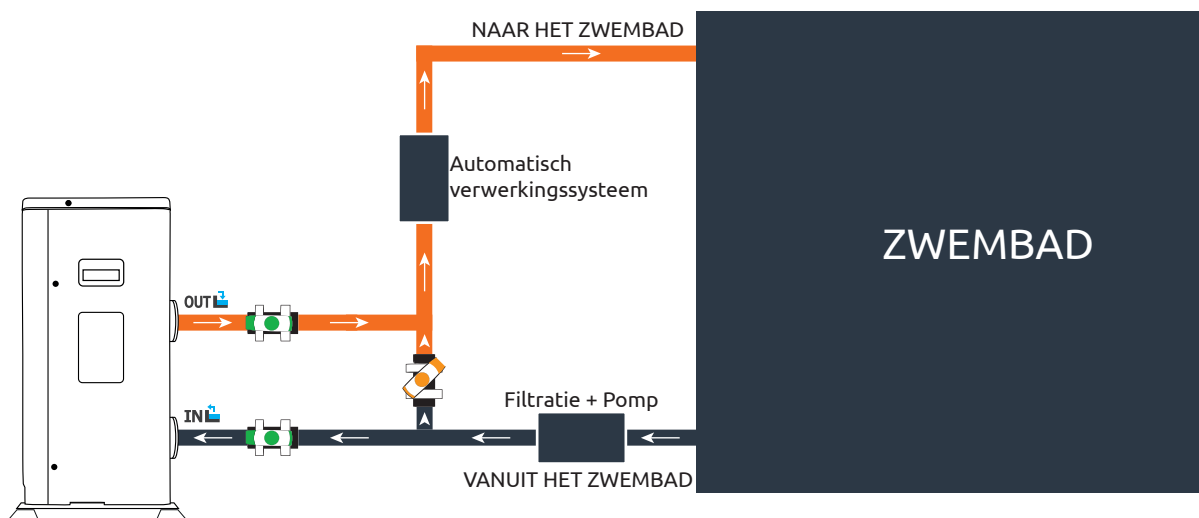 NAAR HET ZWEMBAD
Automatisch
verwerkingssysteem
ZWEMBAD
OUT
IN
Filtratie + Pomp
VANUIT HET ZWEMBAD